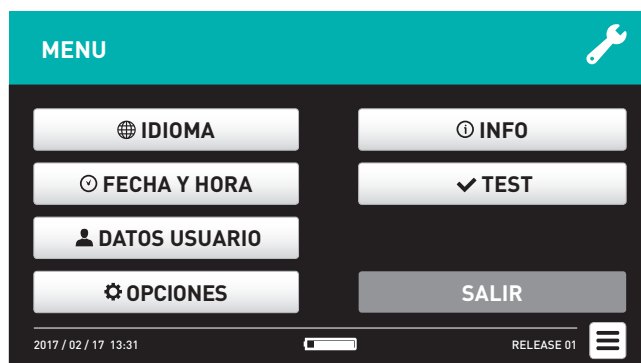 MENU
IDIOMA
INFO
FECHA Y HORA
TEST
DATOS USUARIO
OPCIONES
SALIR
2017 / 02 / 17 13:31
RELEASE 01